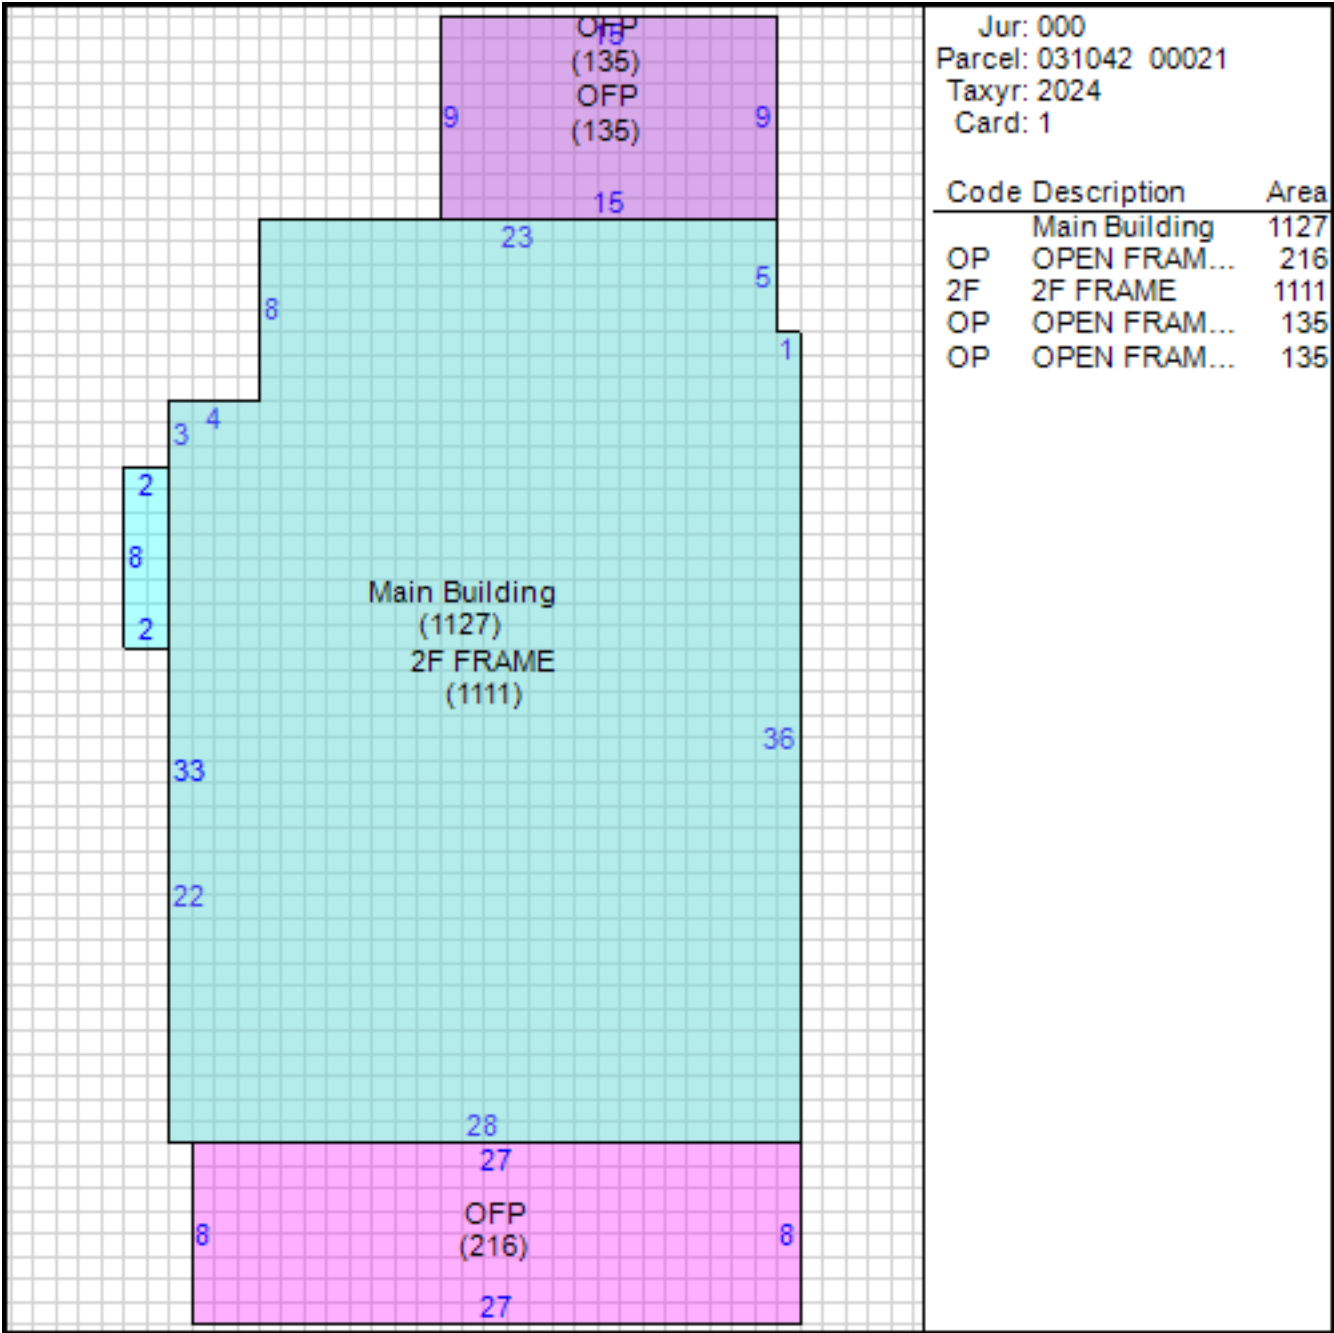 OFP
15
(135)
OFP
(135)
9
9
15
23
5
8
1
4
3
2
8
2
Main Building
(1127)
2F FRAME
(1111)
36
33
22
28
27
OFP
(216)
8
8
27
Jur: 000
Parcel: 031042 00021
Taxyr: 2024
Card: 1
Code Description Area
Main Building 1127
OP OPEN FRAM... 216
2F 2F FRAME 1111
OP OPEN FRAM... 135
OP OPEN FRAM... 135